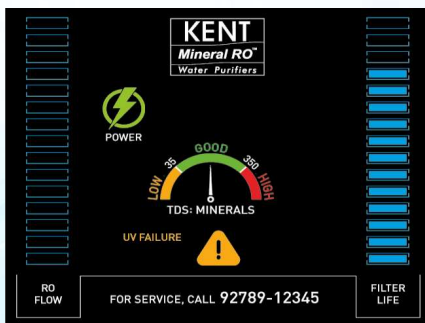 KENT
Mineral RO™
Water Purifiers
POWER
LOW 35 GOOD 350 HIGH
TDS: MINERALS
UV FAILURE
!
RO
FLOW
FOR SERVICE, CALL 92789-12345
FILTER
LIFE